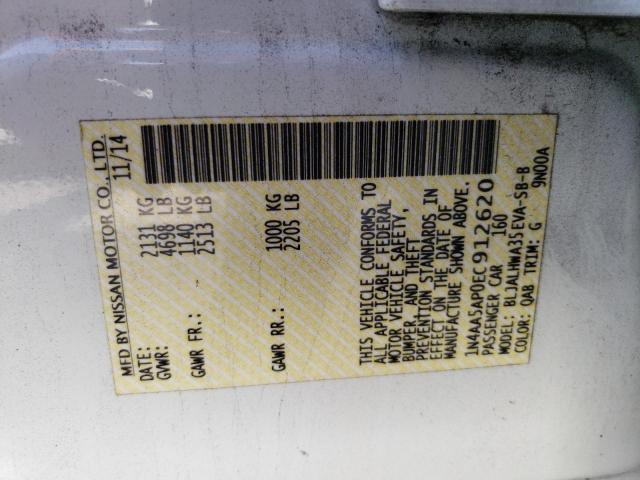 MFD BY NISSAN MOTOR CO.,LTD.
DATE: 11/14
GVWR: 2131 KG
4698 LB
GAWR FR.: 1140 KG
2513 LB
GAWR RR.: 1000 KG
2205 LB
THIS VEHICLE CONFORMS TO
ALL APPLICABLE FEDERAL
MOTOR VEHICLE SAFETY,
BUMPER, AND THEFT
PREVENTION STANDARDS IN
EFFECT ON THE DATE OF
MANUFACTURE SHOWN ABOVE.
1N4AA5AP0EC912620
PASSENGER CAR 160
MODEL: BLJALHWA35EVA-SB-B
COLOR: QAB TRIM: G 9N00A